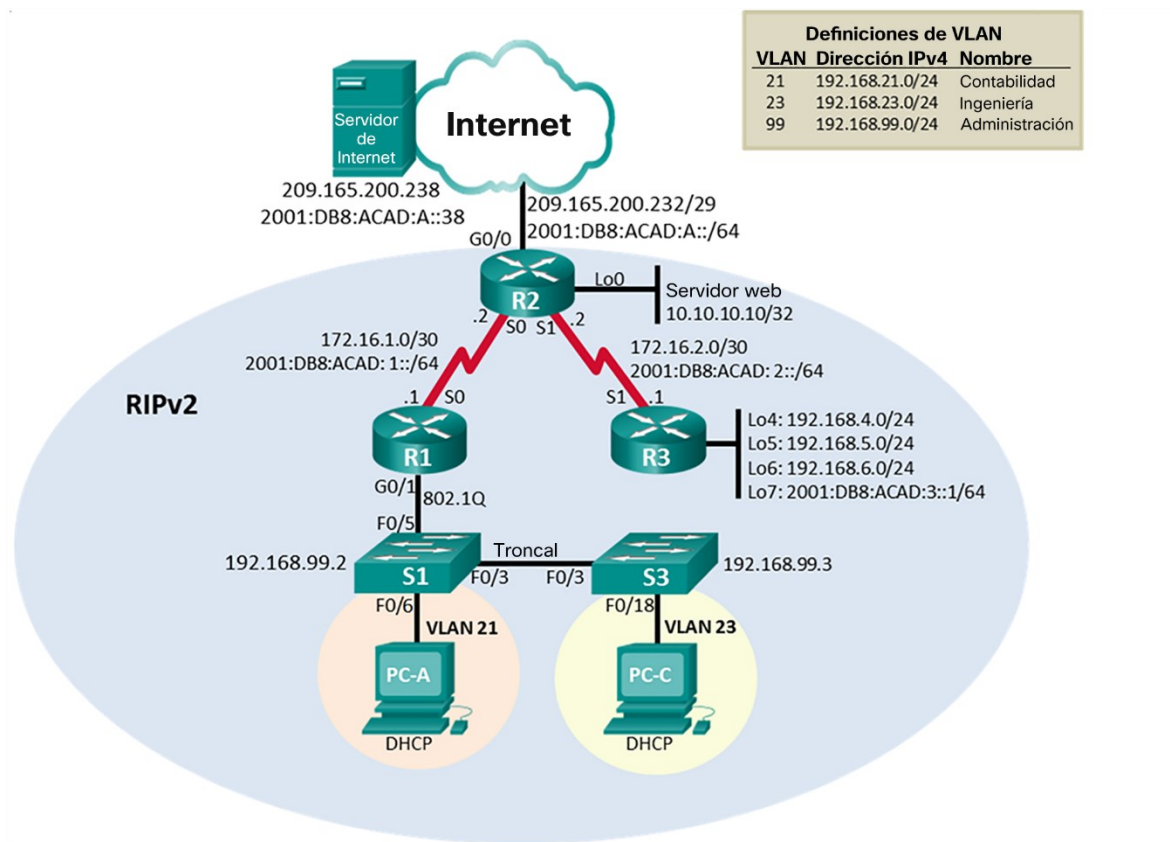 Definiciones de VLAN
VLAN Dirección IPv4 Nombre
21 192.168.21.0/24 Contabilidad
23 192.168.23.0/24 Ingeniería
99 192.168.99.0/24 Administración
Servidor
de
Internet
Internet
209.165.200.238
2001:DB8:ACAD:A::38
209.165.200.232/29
2001:DB8:ACAD:A::/64
G0/0
R2
Lo0
Servidor web
10.10.10.10/32
.2
S0
S1
.2
172.16.1.0/30
2001:DB8:ACAD: 1::/64
172.16.2.0/30
2001:DB8:ACAD: 2::/64
RIPv2
.1
S0
S1
.1
R1
R3
Lo4: 192.168.4.0/24
Lo5: 192.168.5.0/24
Lo6: 192.168.6.0/24
Lo7: 2001:DB8:ACAD:3::1/64
G0/1
802.1Q
F0/5
192.168.99.2
S1
F0/3
Troncal
F0/3
S3
192.168.99.3
F0/6
VLAN 21
F0/18
VLAN 23
PC-A
DHCP
PC-C
DHCP